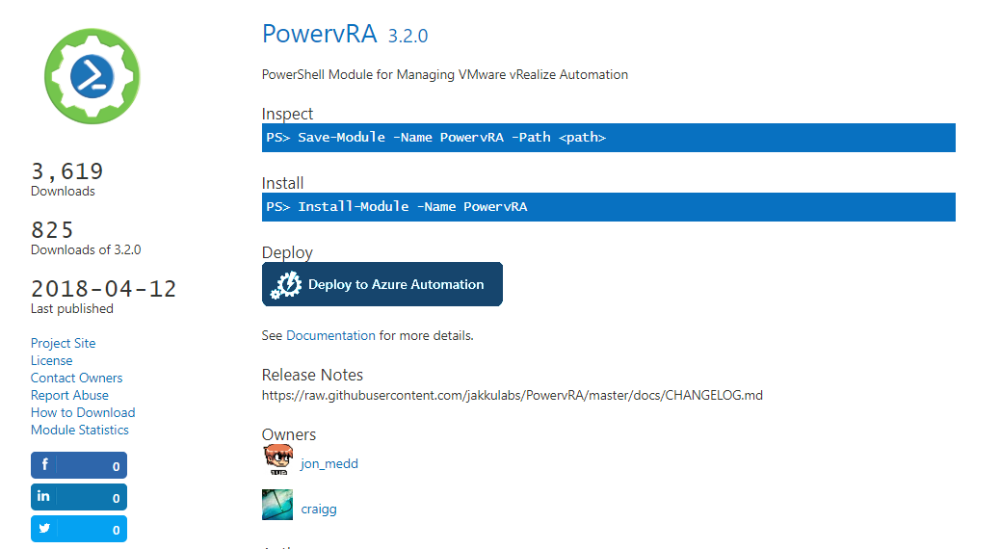 PowervRA 3.2.0
PowerShell Module for Managing VMware vRealize Automation
Inspect
PS> Save-Module -Name PowervRA -Path <path>
Install
PS> Install-Module -Name PowervRA
Deploy
Deploy to Azure Automation
See Documentation for more details.
Release Notes
https://raw.githubusercontent.com/jakkulabs/PowervRA/master/docs/CHANGELOG.md
Owners
jon_medd
craigg
3,619
Downloads
825
Downloads of 3.2.0
2018-04-12
Last published
Project Site
License
Contact Owners
Report Abuse
How to Download
Module Statistics
f 0
in 0
0